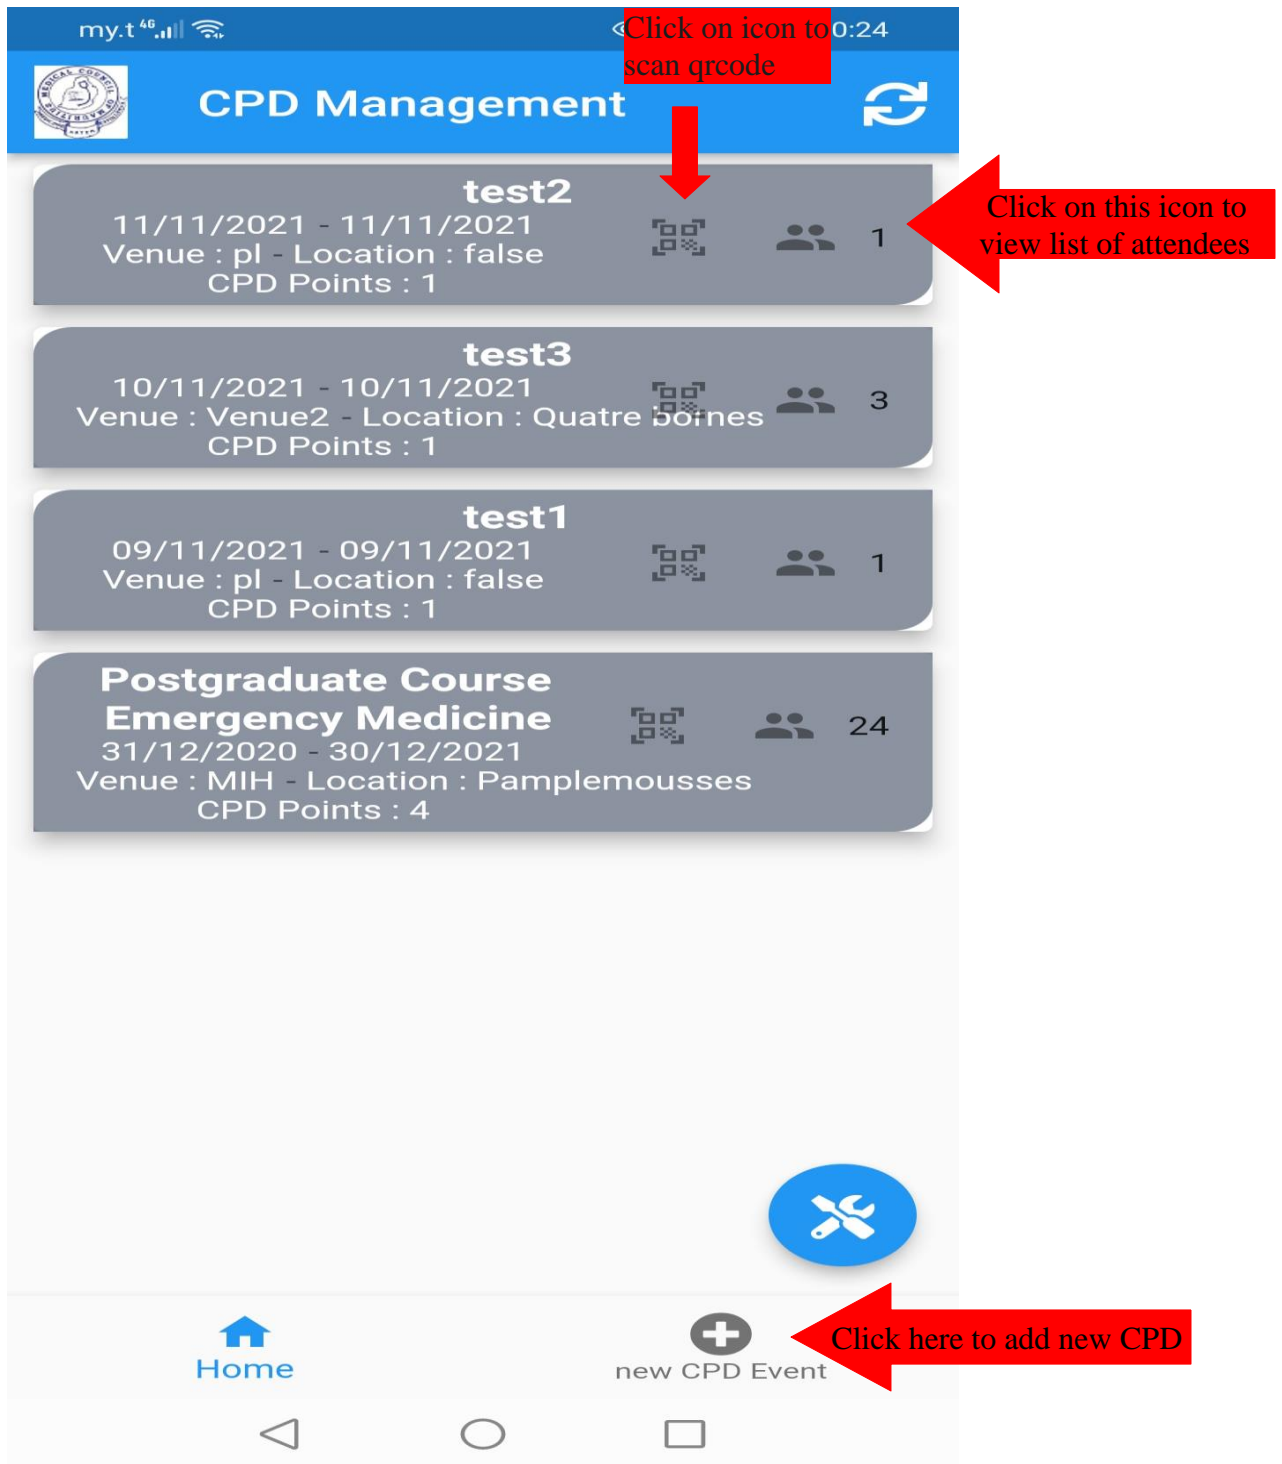 my.t 4G 0:24
Click on icon to
scan qrcode
CPD Management
test2
11/11/2021 - 11/11/2021
Venue : pl - Location : false
CPD Points : 1
1
Click on this icon to
view list of attendees
test3
10/11/2021 - 10/11/2021
Venue : Venue2 - Location : Quatre bornes
CPD Points : 1
3
test1
09/11/2021 - 09/11/2021
Venue : pl - Location : false
CPD Points : 1
1
Postgraduate Course
Emergency Medicine
31/12/2020 - 30/12/2021
Venue : MIH - Location : Pamplemousses
CPD Points : 4
24
Home
new CPD Event
Click here to add new CPD